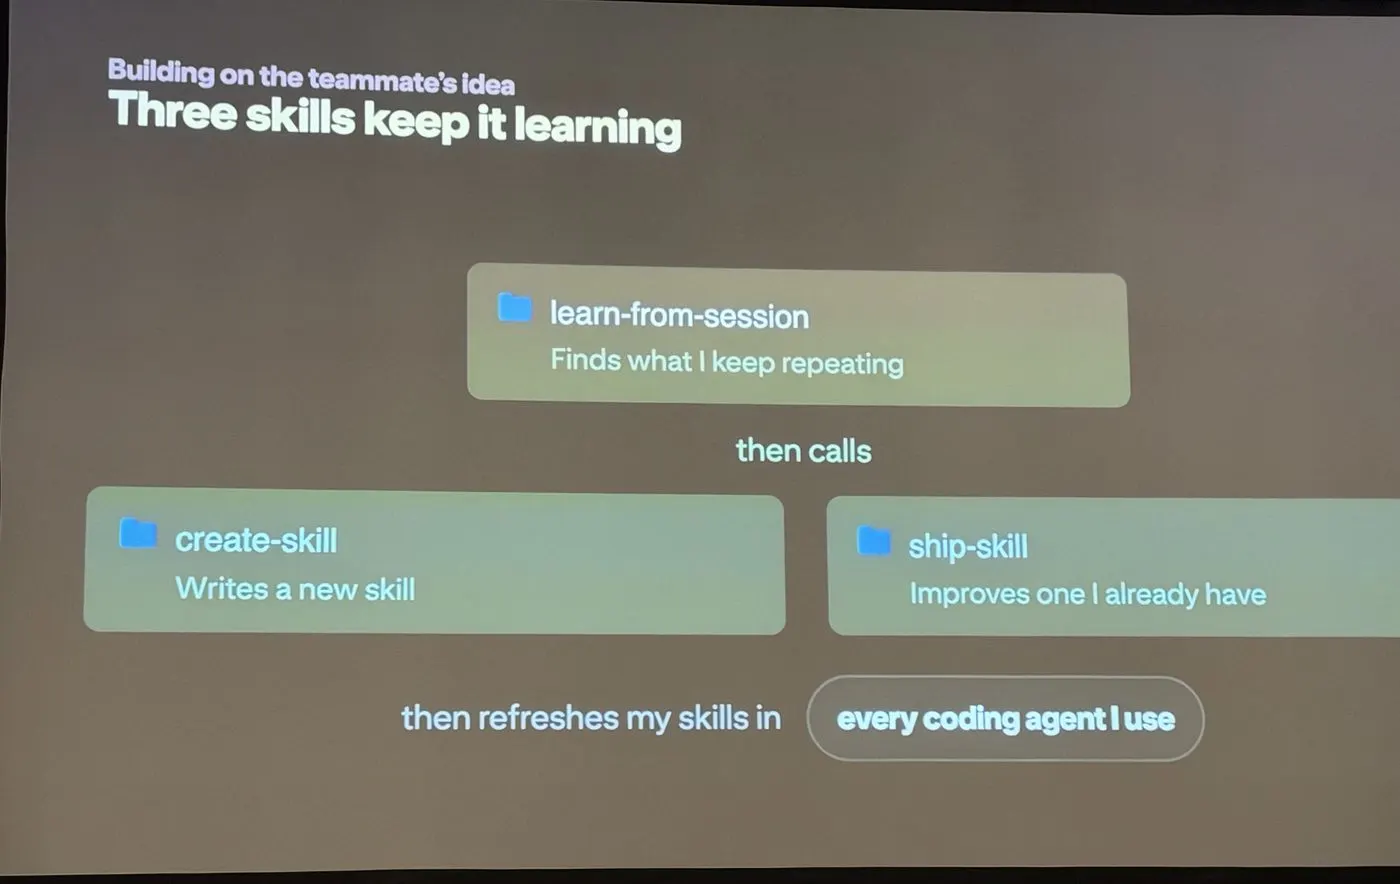 Building on the teammate's idea
Three skills keep it learning
learn-from-session
Finds what I keep repeating
then calls
create-skill
Writes a new skill
ship-skill
Improves one I already have
then refreshes my skills in
every coding agent I use